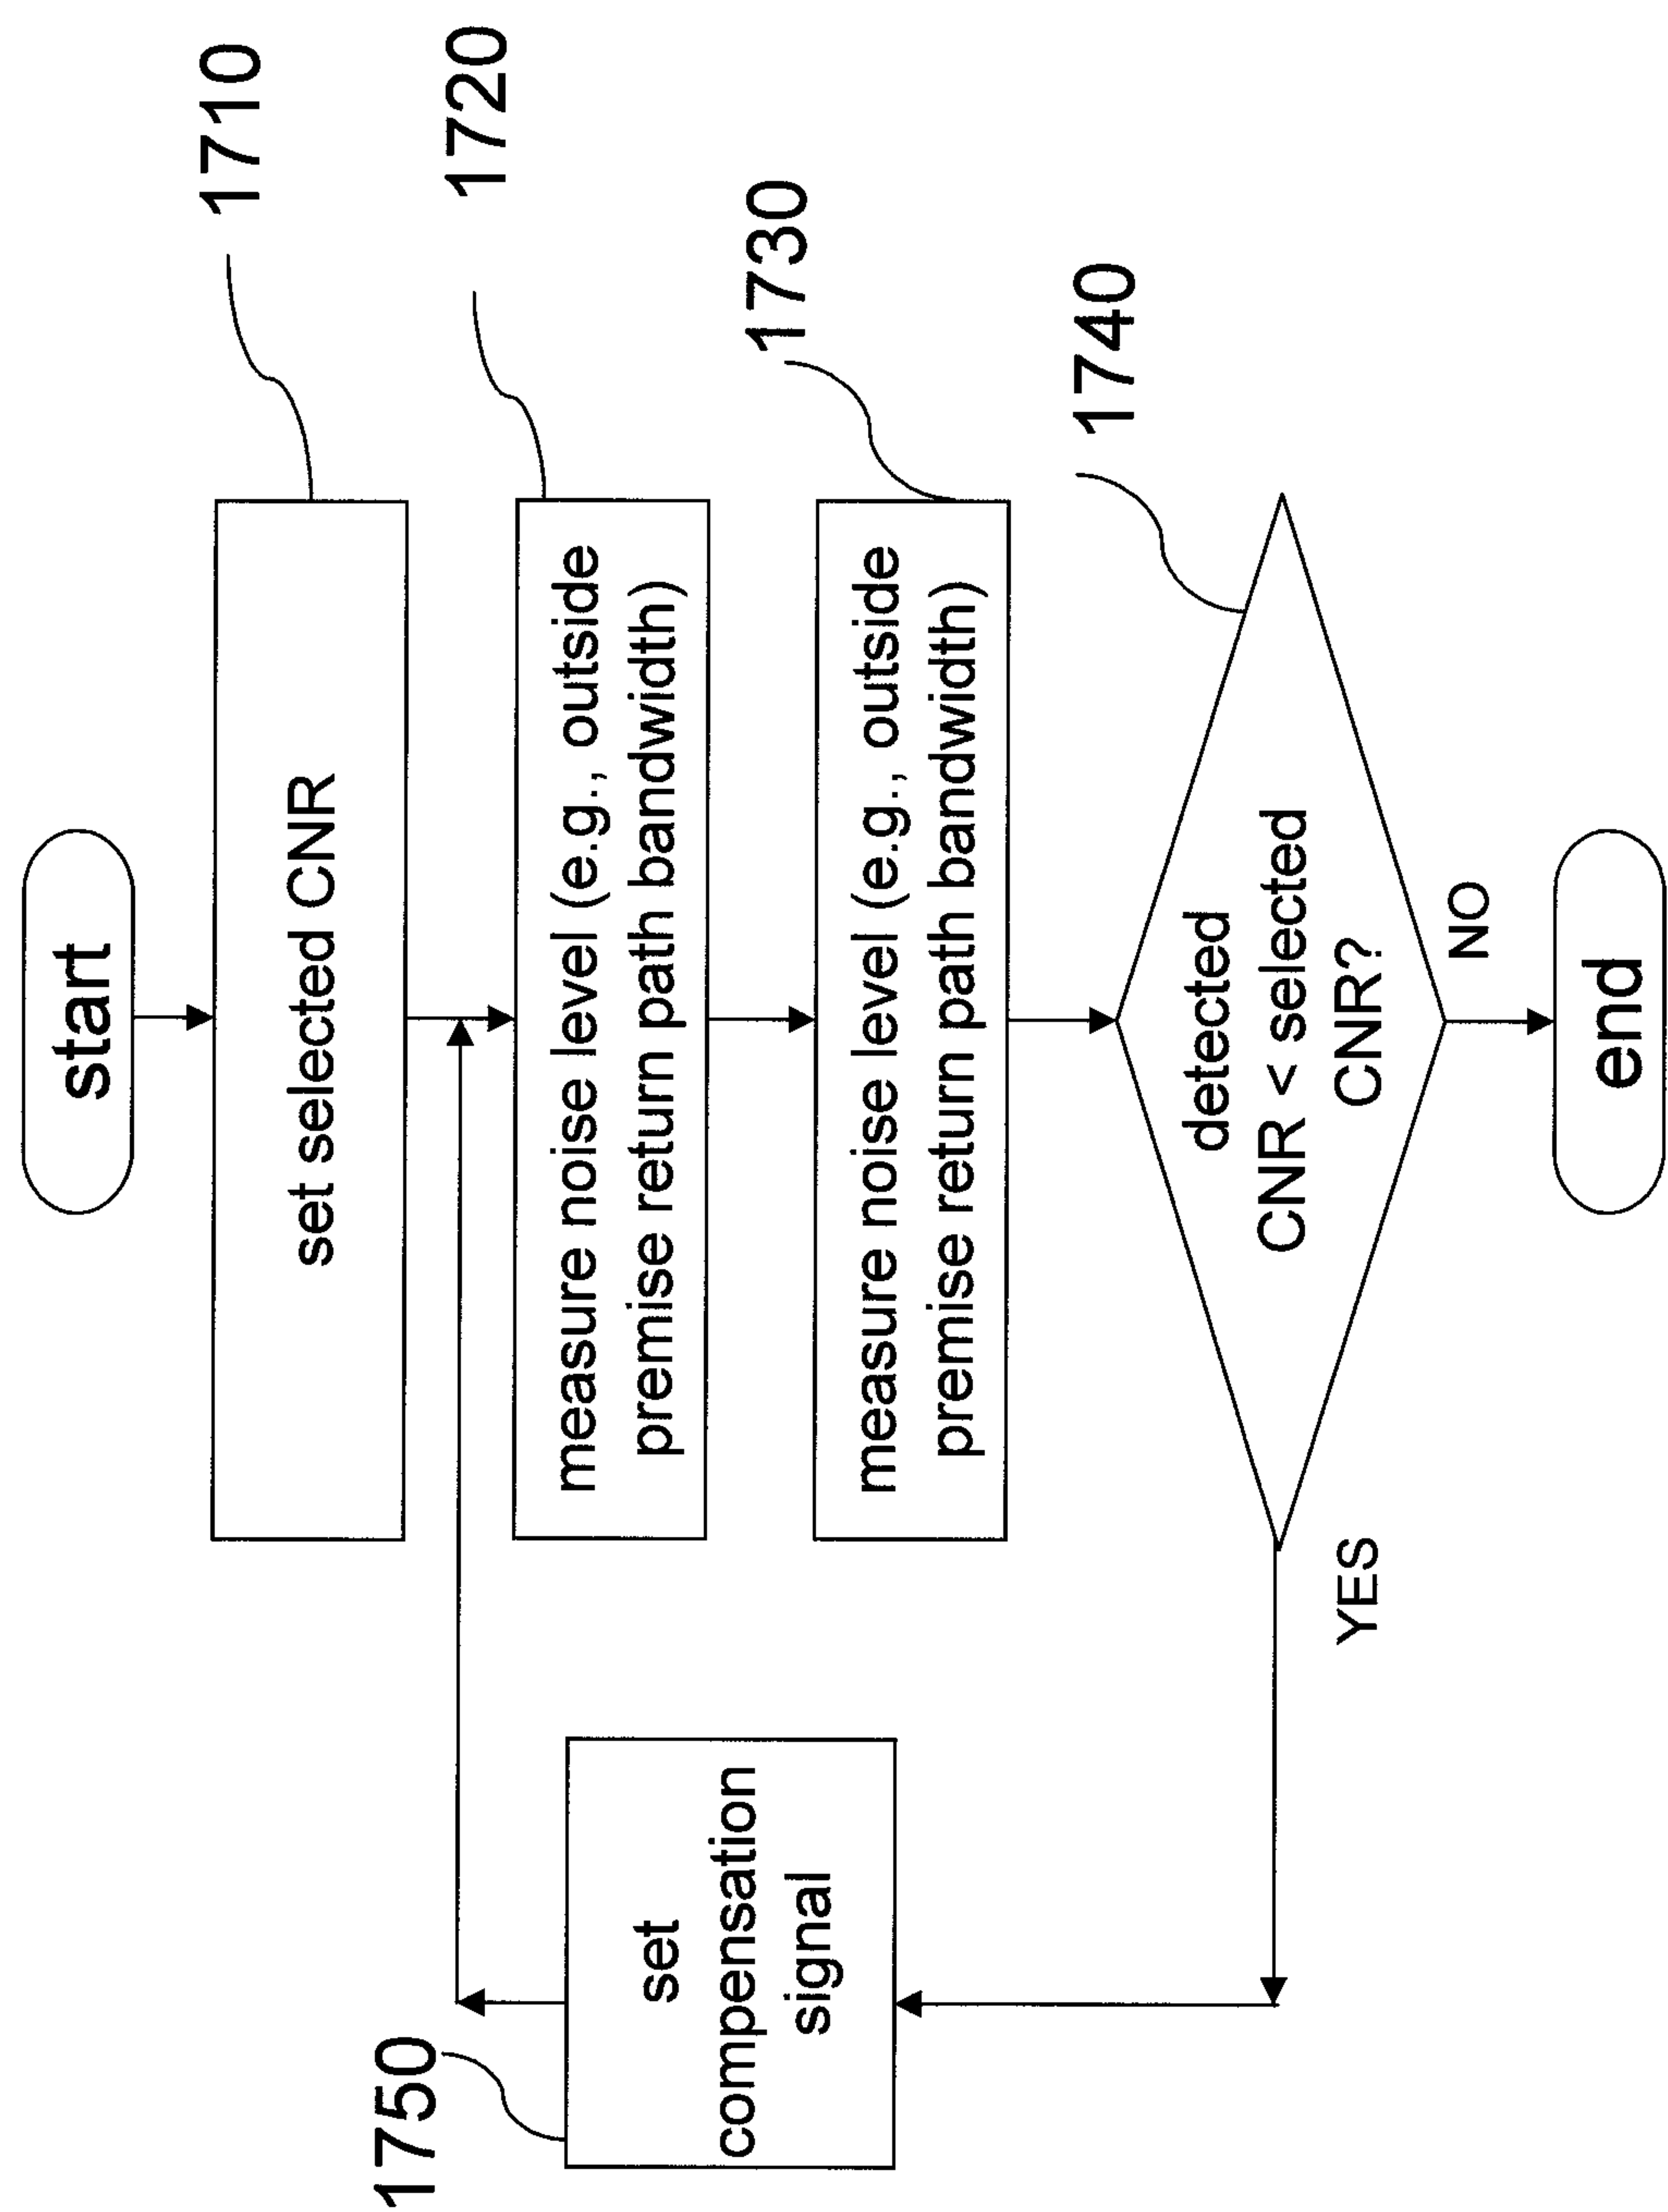 start
1710
set selected CNR
1720
measure noise level (e.g., outside
premise return path bandwidth)
1730
measure noise level (e.g., outside
premise return path bandwidth)
1740
detected
CNR < selected
CNR?
YES
NO
1750
set
compensation
signal
end